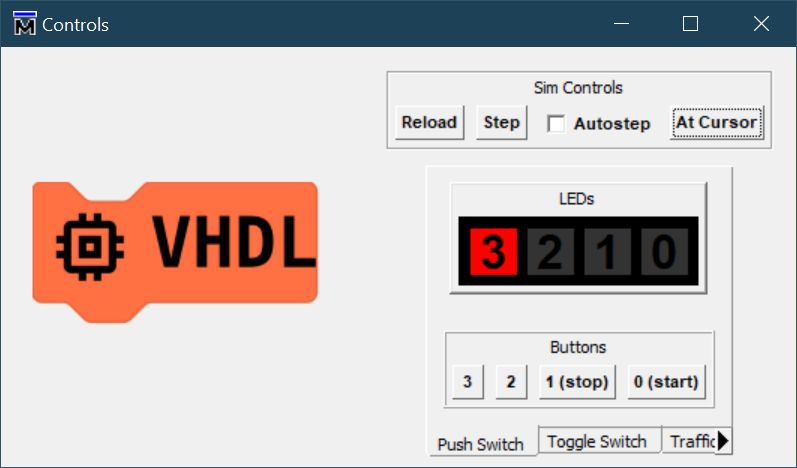 Controls
Sim Controls
Reload Step Autostep At Cursor
VHDL
LEDs
3 2 1 0
Buttons
3 2 1 (stop) 0 (start)
Push Switch Toggle Switch Traffic